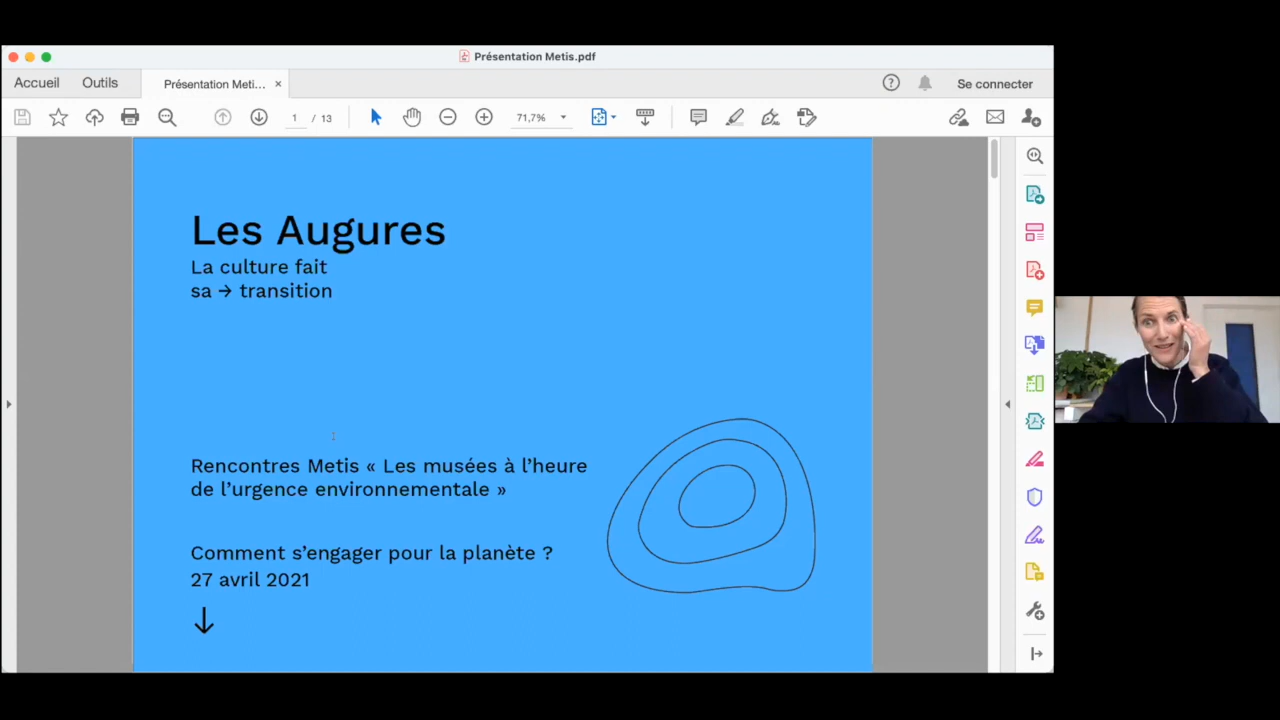 Présentation Metis.pdf
Accueil
Outils
Présentation Meti...
Se connecter
1 / 13
71,7%
Les Augures
La culture fait
sa → transition
Rencontres Metis « Les musées à l’heure
de l’urgence environnementale »
Comment s’engager pour la planète ?
27 avril 2021